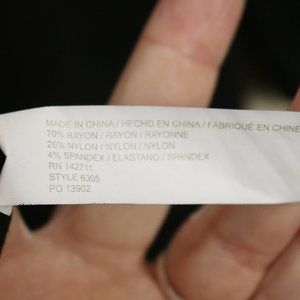 MADE IN CHINA / HECHO EN CHINA / FABRIQUÉ EN CHINE
70% RAYON / RAYON / RAYONNE
26% NYLON / NYLON / NYLON
4% SPANDEX / ELASTANO / SPANDEX
RN 142711
STYLE 6305
PO 13902